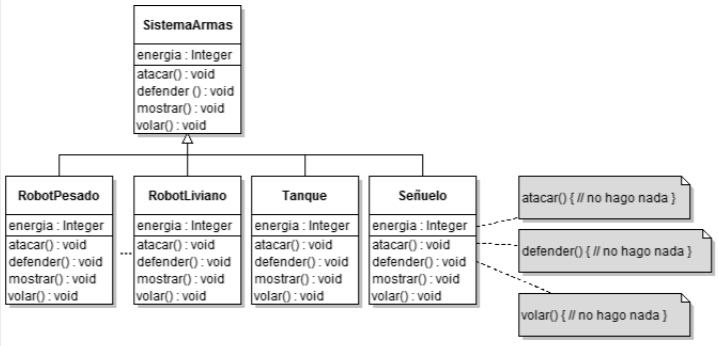 SistemaArmas
energia : Integer
atacar() : void
defender () : void
mostrar() : void
volar() : void
RobotPesado
energia : Integer
atacar() : void
defender() : void
mostrar() : void
volar() : void
...
RobotLiviano
energia : Integer
atacar() : void
defender() : void
mostrar() : void
volar() : void
Tanque
energia : Integer
atacar() : void
defender() : void
mostrar() : void
volar() : void
Señuelo
energia : Integer
atacar() : void
defender() : void
mostrar() : void
volar() : void
atacar() { // no hago nada }
defender() { // no hago nada }
volar() { // no hago nada }